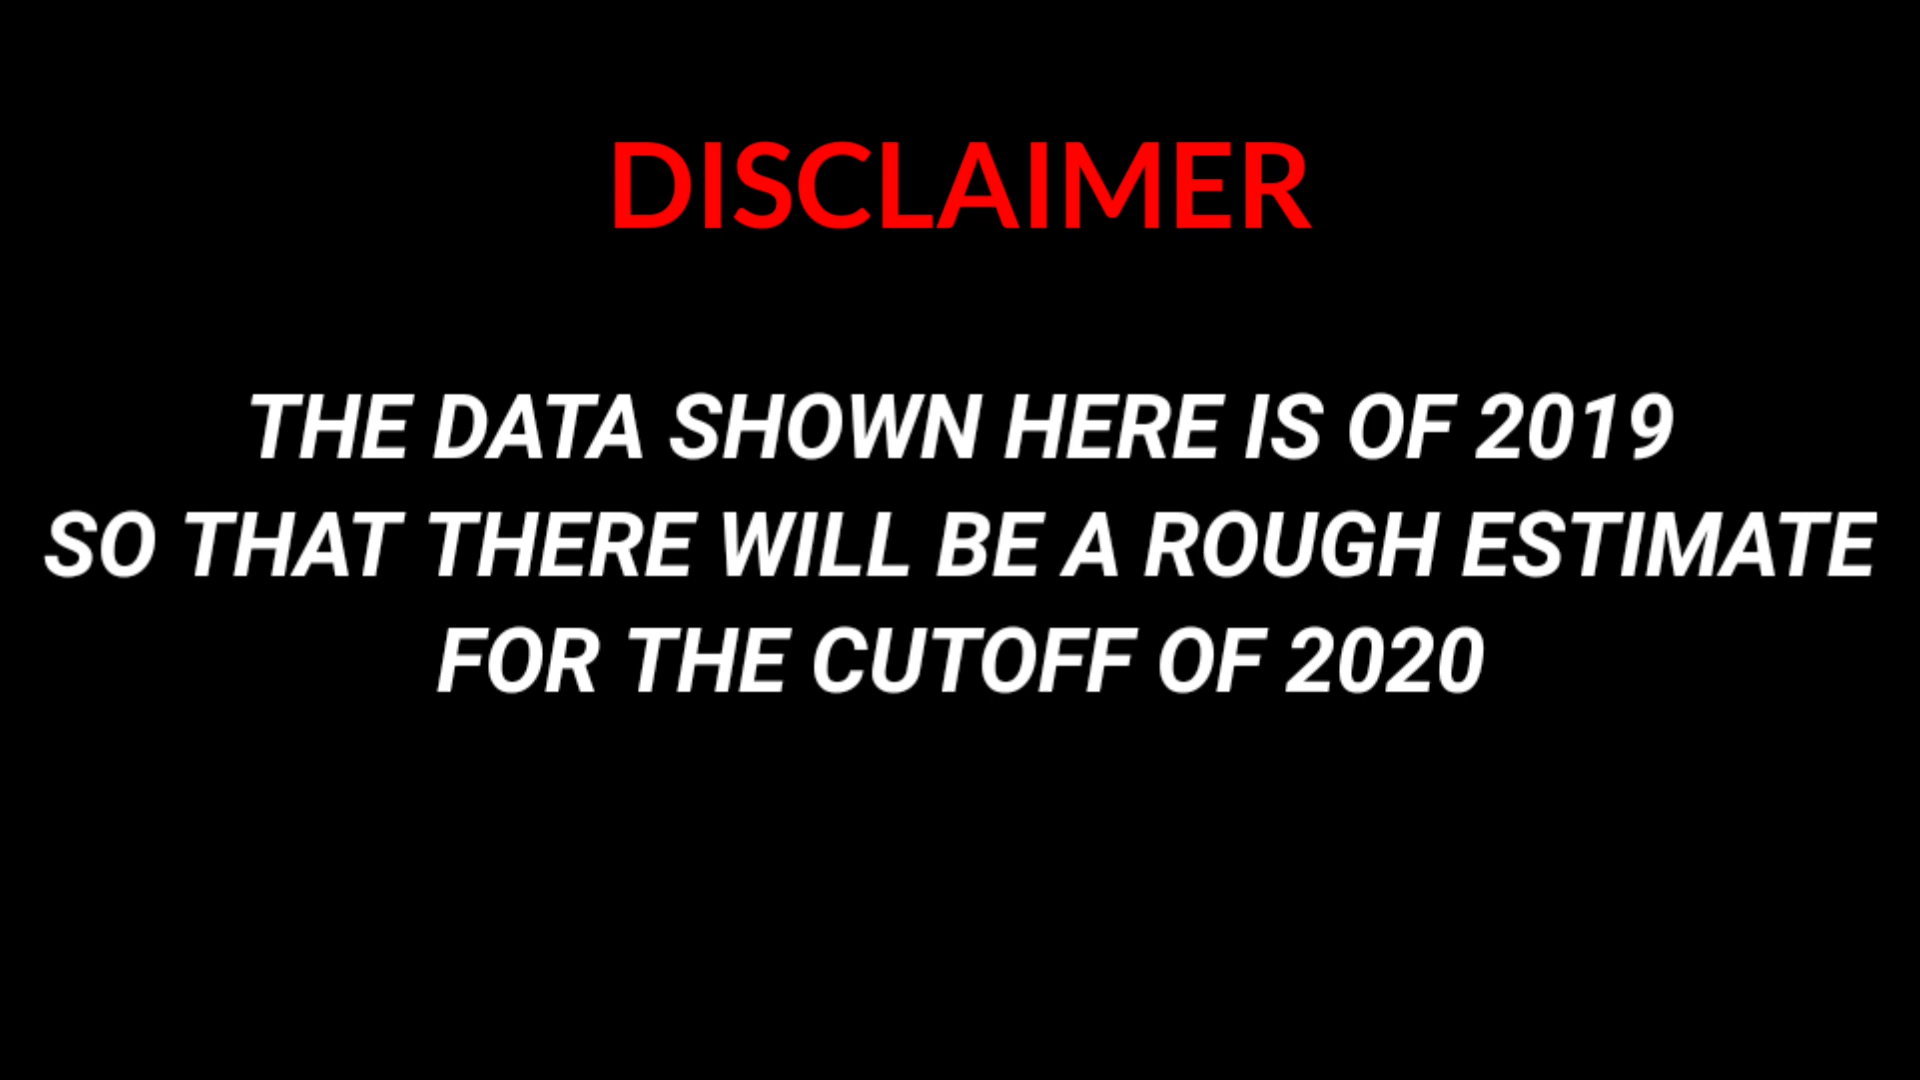 DISCLAIMER
THE DATA SHOWN HERE IS OF 2019
SO THAT THERE WILL BE A ROUGH ESTIMATE
FOR THE CUTOFF OF 2020